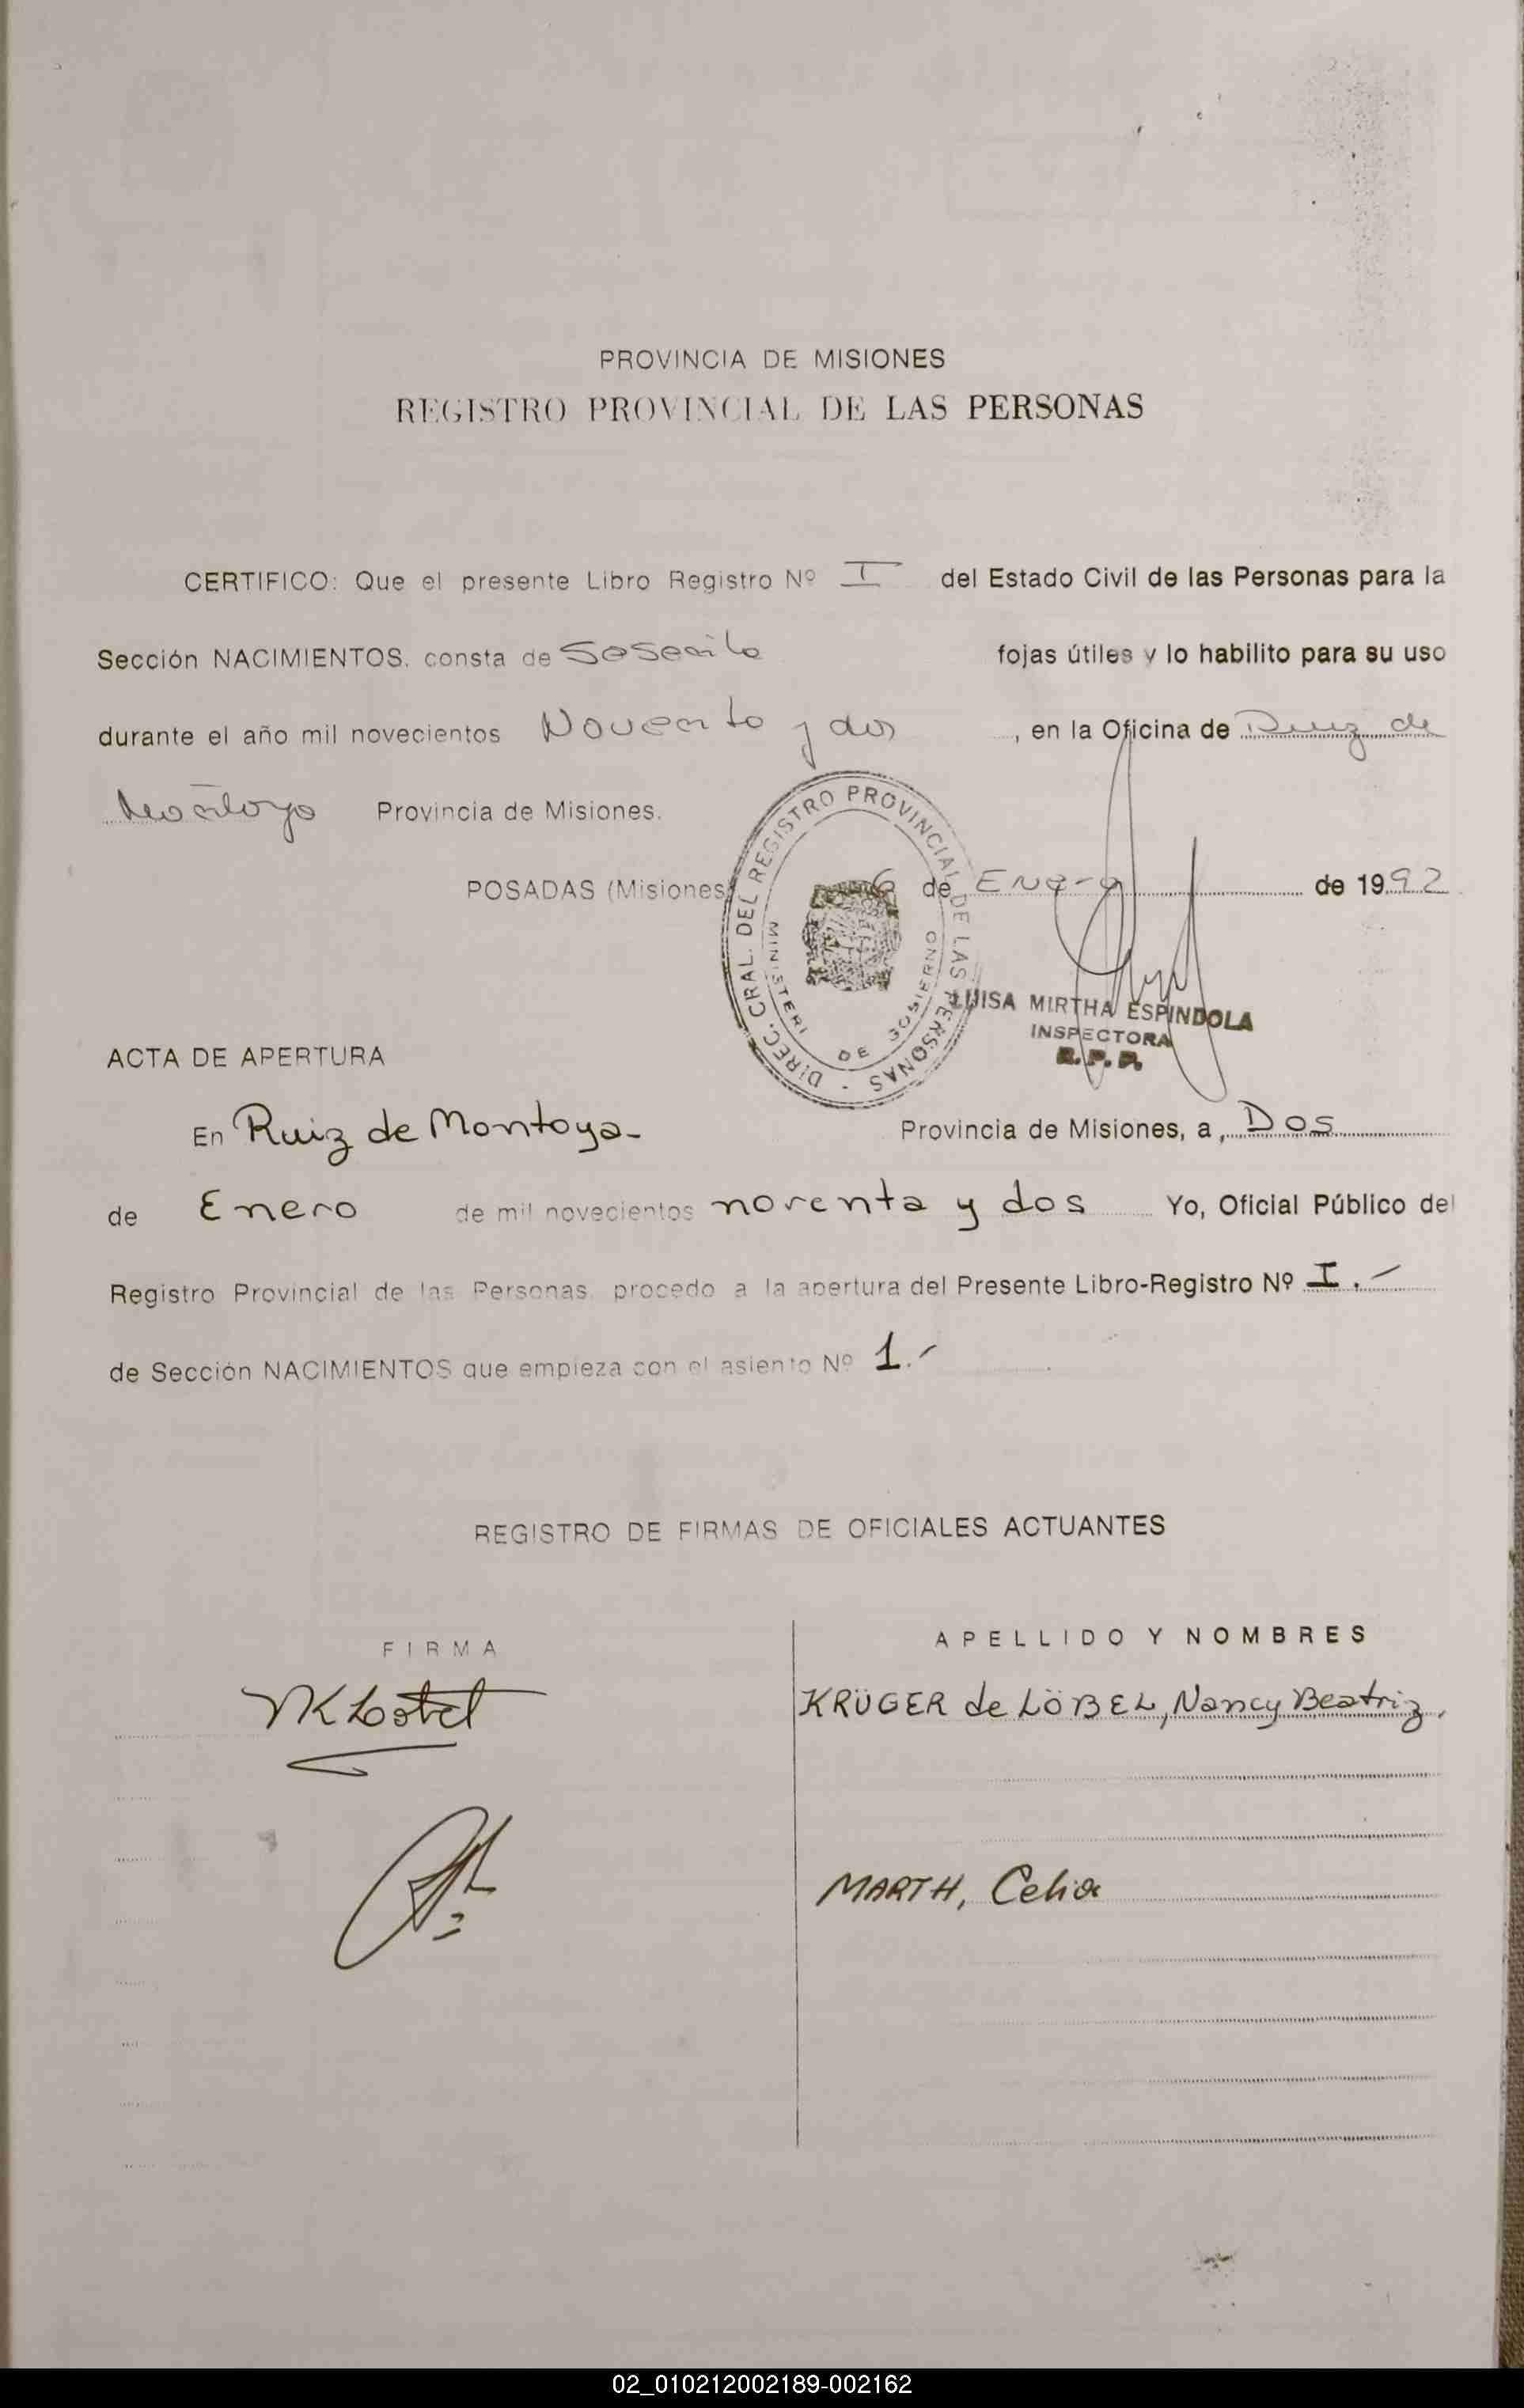 PROVINCIA DE MISIONES
REGISTRO PROVINCIAL DE LAS PERSONAS
CERTIFICO: Que el presente Libro Registro Nº I del Estado Civil de las Personas para la
Sección NACIMIENTOS, consta de fojas útiles y lo habilito para su uso
durante el año mil novecientos Noventa y dos, en la Oficina de Ruiz de
Montoya Provincia de Misiones.
POSADAS (Misiones) 6 de Enero de 1992
DIREC. GRAL. DEL REGISTRO PROVINCIAL DE LAS PERSONAS -
MINISTERI DE GOBIERNO
LUISA MIRTHA ESPINDOLA
INSPECTORA
R.P.P.
ACTA DE APERTURA
En Ruiz de Montoya- Provincia de Misiones, a, Dos
de Enero de mil novecientos noventa y dos Yo, Oficial Público del
Registro Provincial de las Personas, procedo a la apertura del Presente Libro-Registro Nº I.-
de Sección NACIMIENTOS que empieza con el asiento Nº 1.-
REGISTRO DE FIRMAS DE OFICIALES ACTUANTES
FIRMA APELLIDO Y NOMBRES
KRÜGER de LÖBEL, Nancy Beatriz.
MARTH, Celia
02_010212002189-002162